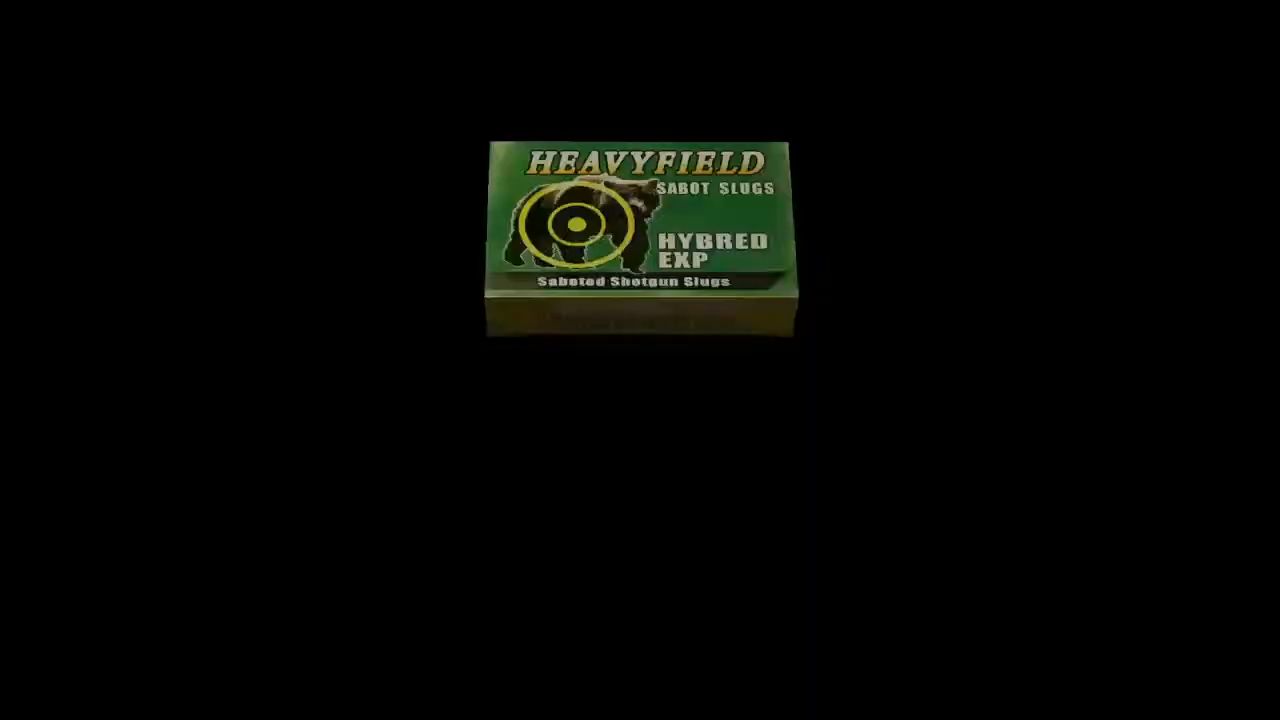 HEAVYFIELD
SABOT SLUGS
HYBRED
EXP
Saboted Shotgun Slugs